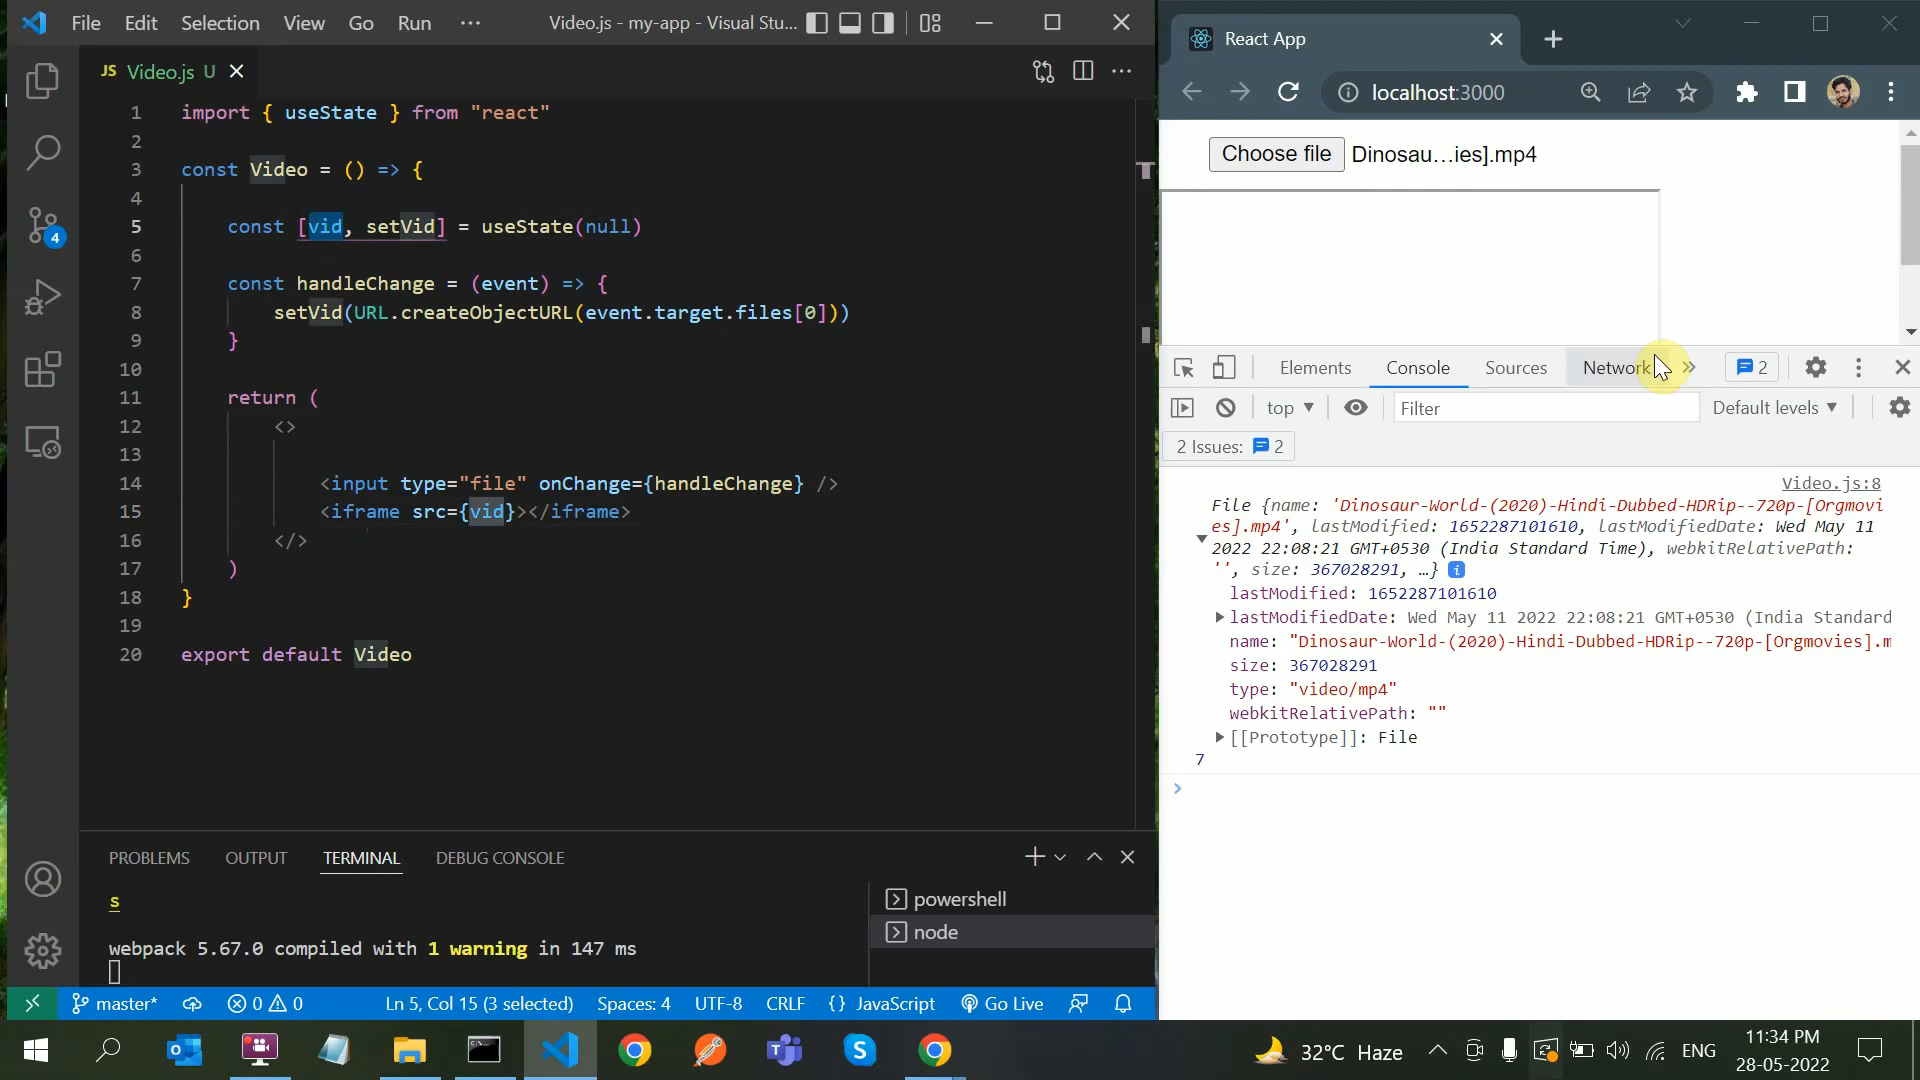 File Edit Selection View Go Run ··· Video.js - my-app - Visual Stu...
JS Video.js U
1 import { useState } from "react"
2
3 const Video = () => {
4
5 const [vid, setVid] = useState(null)
6
7 const handleChange = (event) => {
8 setVid(URL.createObjectURL(event.target.files[0]))
9 }
10
11 return (
12 <>
13
14 <input type="file" onChange={handleChange} />
15 <iframe src={vid}></iframe>
16 </>
17 )
18 }
19
20 export default Video
PROBLEMS OUTPUT TERMINAL DEBUG CONSOLE
s
webpack 5.67.0 compiled with 1 warning in 147 ms
powershell
node
master* 0 0 Ln 5, Col 15 (3 selected) Spaces: 4 UTF-8 CRLF {} JavaScript Go Live
React App
localhost:3000
Choose file Dinosau...ies].mp4
Elements Console Sources Network » 2
top Filter Default levels
2 Issues: 2
Video.js:8
File {name: 'Dinosaur-World-(2020)-Hindi-Dubbed-HDRip--720p-[Orgmovi
es].mp4', lastModified: 1652287101610, lastModifiedDate: Wed May 11
2022 22:08:21 GMT+0530 (India Standard Time), webkitRelativePath:
'', size: 367028291, …}
lastModified: 1652287101610
lastModifiedDate: Wed May 11 2022 22:08:21 GMT+0530 (India Standard
name: "Dinosaur-World-(2020)-Hindi-Dubbed-HDRip--720p-[Orgmovies].m
size: 367028291
type: "video/mp4"
webkitRelativePath: ""
[[Prototype]]: File
7
32°C Haze ENG 11:34 PM
28-05-2022